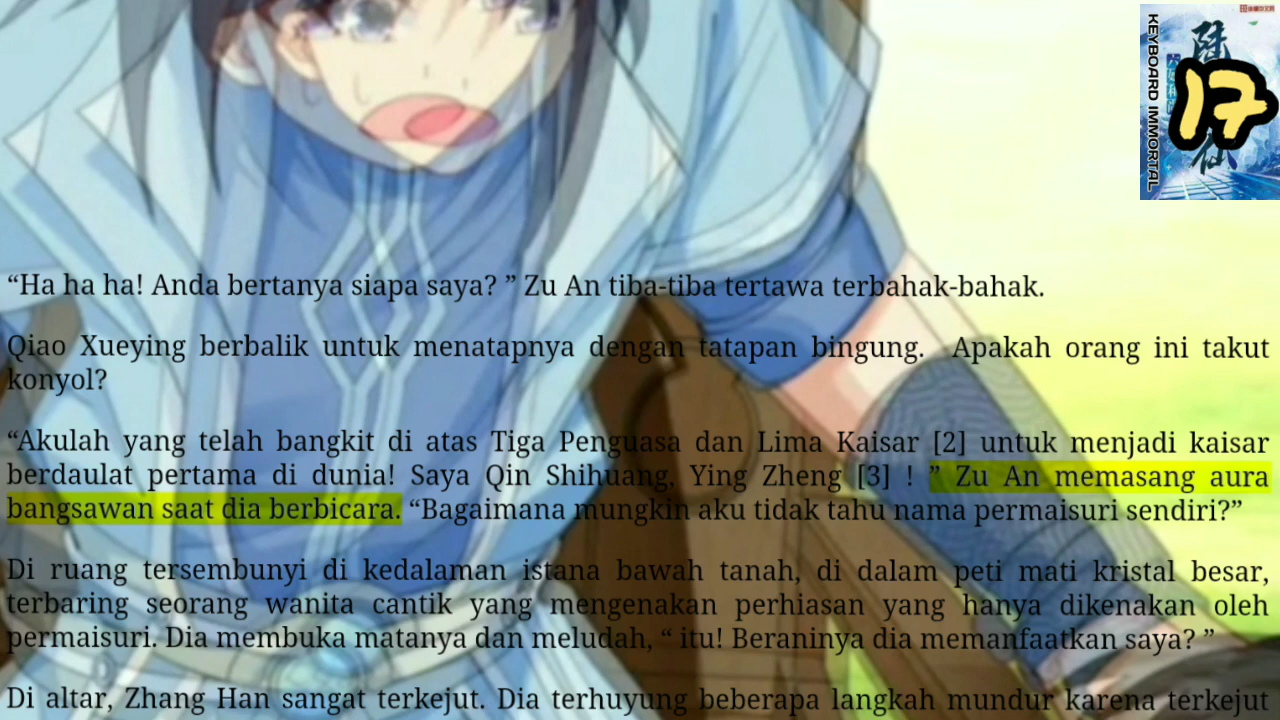 KEYBOARD IMMORTAL
17
“Ha ha ha! Anda bertanya siapa saya? ” Zu An tiba-tiba tertawa terbahak-bahak.
Qiao Xueying berbalik untuk menatapnya dengan tatapan bingung. Apakah orang ini takut
konyol?
“Akulah yang telah bangkit di atas Tiga Penguasa dan Lima Kaisar [2] untuk menjadi kaisar
berdaulat pertama di dunia! Saya Qin Shihuang, Ying Zheng [3] ! ” Zu An memasang aura
bangsawan saat dia berbicara. “Bagaimana mungkin aku tidak tahu nama permaisuri sendiri?”
Di ruang tersembunyi di kedalaman istana bawah tanah, di dalam peti mati kristal besar,
terbaring seorang wanita cantik yang mengenakan perhiasan yang hanya dikenakan oleh
permaisuri. Dia membuka matanya dan meludah, “ itu! Beraninya dia memanfaatkan saya? ”
Di altar, Zhang Han sangat terkejut. Dia terhuyung beberapa langkah mundur karena terkejut